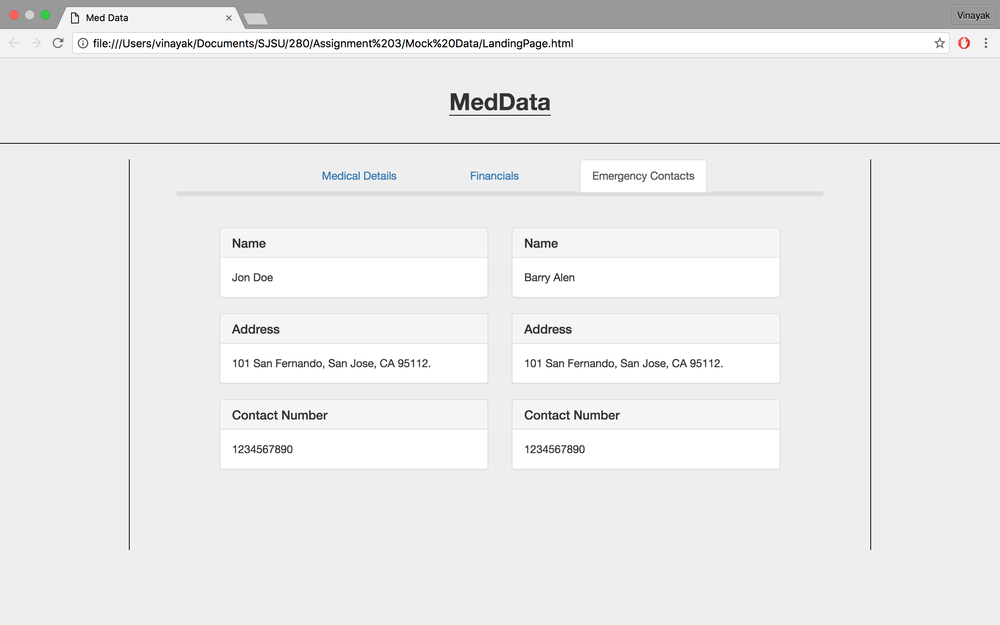 Med Data
Vinayak
file:///Users/vinayak/Documents/SJSU/280/Assignment%203/Mock%20Data/LandingPage.html
MedData
Medical Details
Financials
Emergency Contacts
Name
Jon Doe
Address
101 San Fernando, San Jose, CA 95112.
Contact Number
1234567890
Name
Barry Alen
Address
101 San Fernando, San Jose, CA 95112.
Contact Number
1234567890